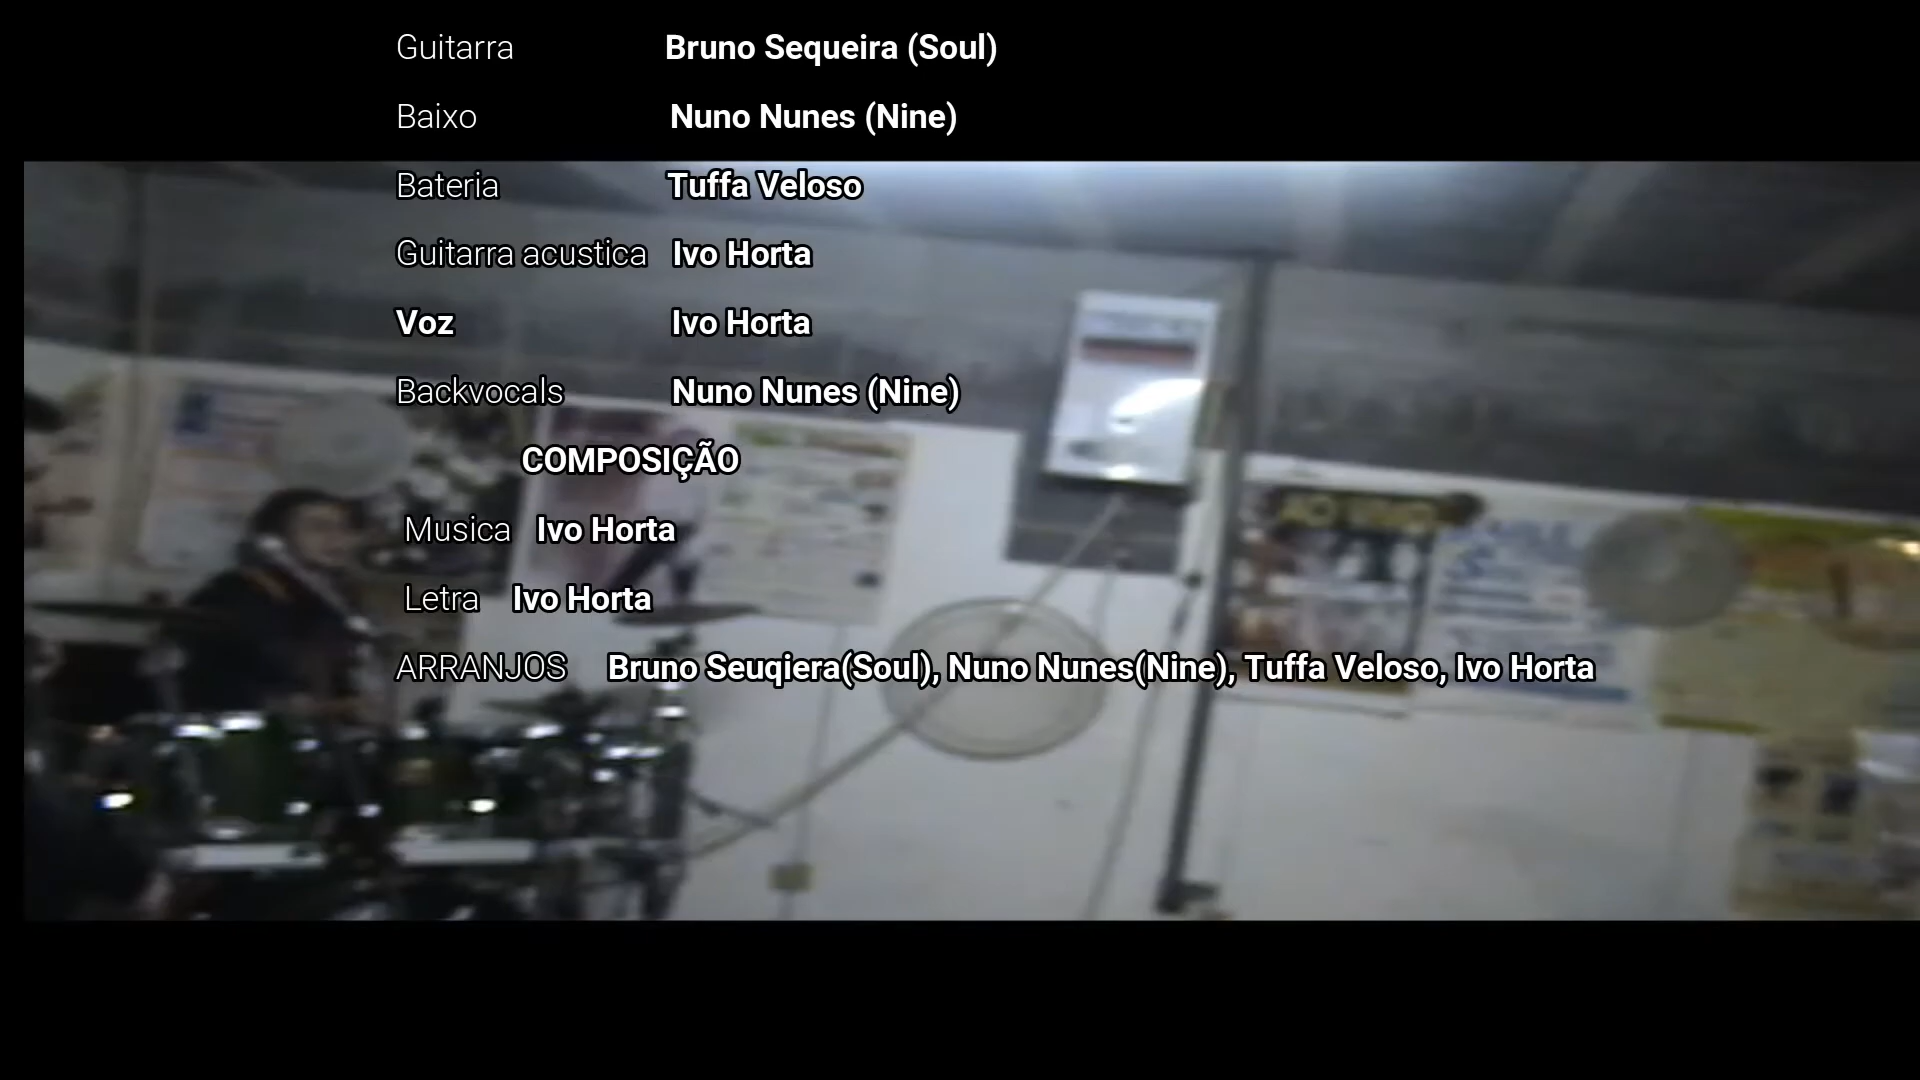 Guitarra Bruno Sequeira (Soul)
Baixo Nuno Nunes (Nine)
Bateria Tuffa Veloso
Guitarra acustica Ivo Horta
Voz Ivo Horta
Backvocals Nuno Nunes (Nine)
COMPOSIÇÃO
Musica Ivo Horta
Letra Ivo Horta
ARRANJOS Bruno Seuqiera(Soul), Nuno Nunes(Nine), Tuffa Veloso, Ivo Horta